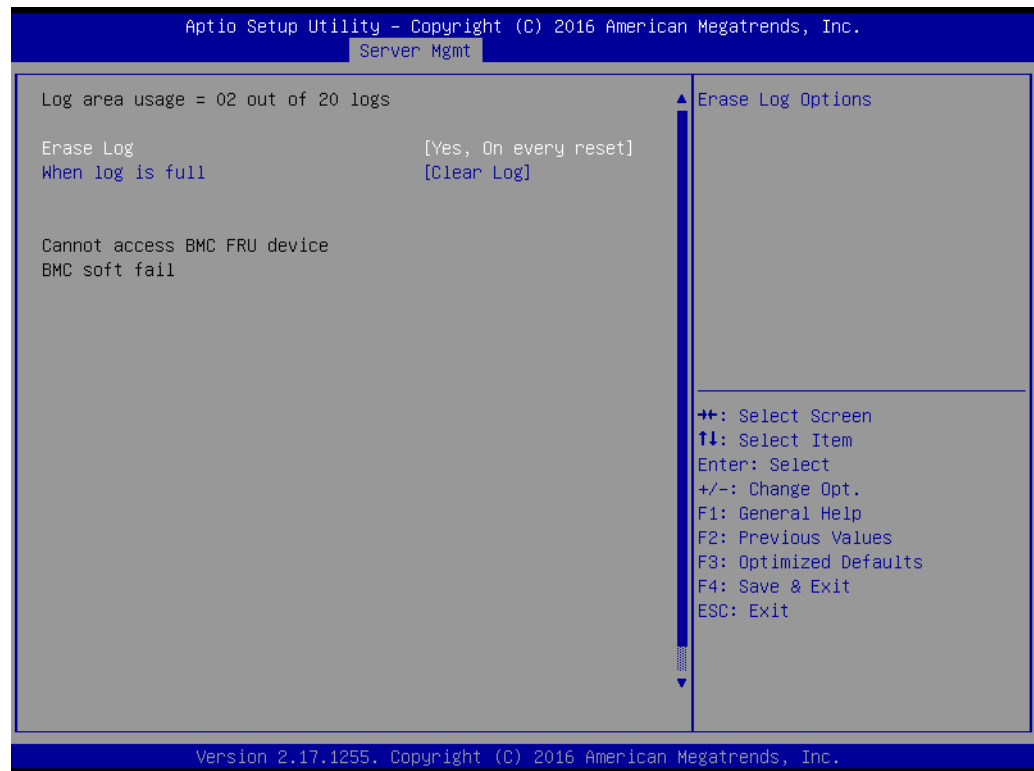 Aptio Setup Utility – Copyright (C) 2016 American Megatrends, Inc.
Server Mgmt
Log area usage = 02 out of 20 logs
Erase Log [Yes, On every reset]
When log is full [Clear Log]
Cannot access BMC FRU device
BMC soft fail
Erase Log Options
→←: Select Screen
↑↓: Select Item
Enter: Select
+/-: Change Opt.
F1: General Help
F2: Previous Values
F3: Optimized Defaults
F4: Save & Exit
ESC: Exit
Version 2.17.1255. Copyright (C) 2016 American Megatrends, Inc.